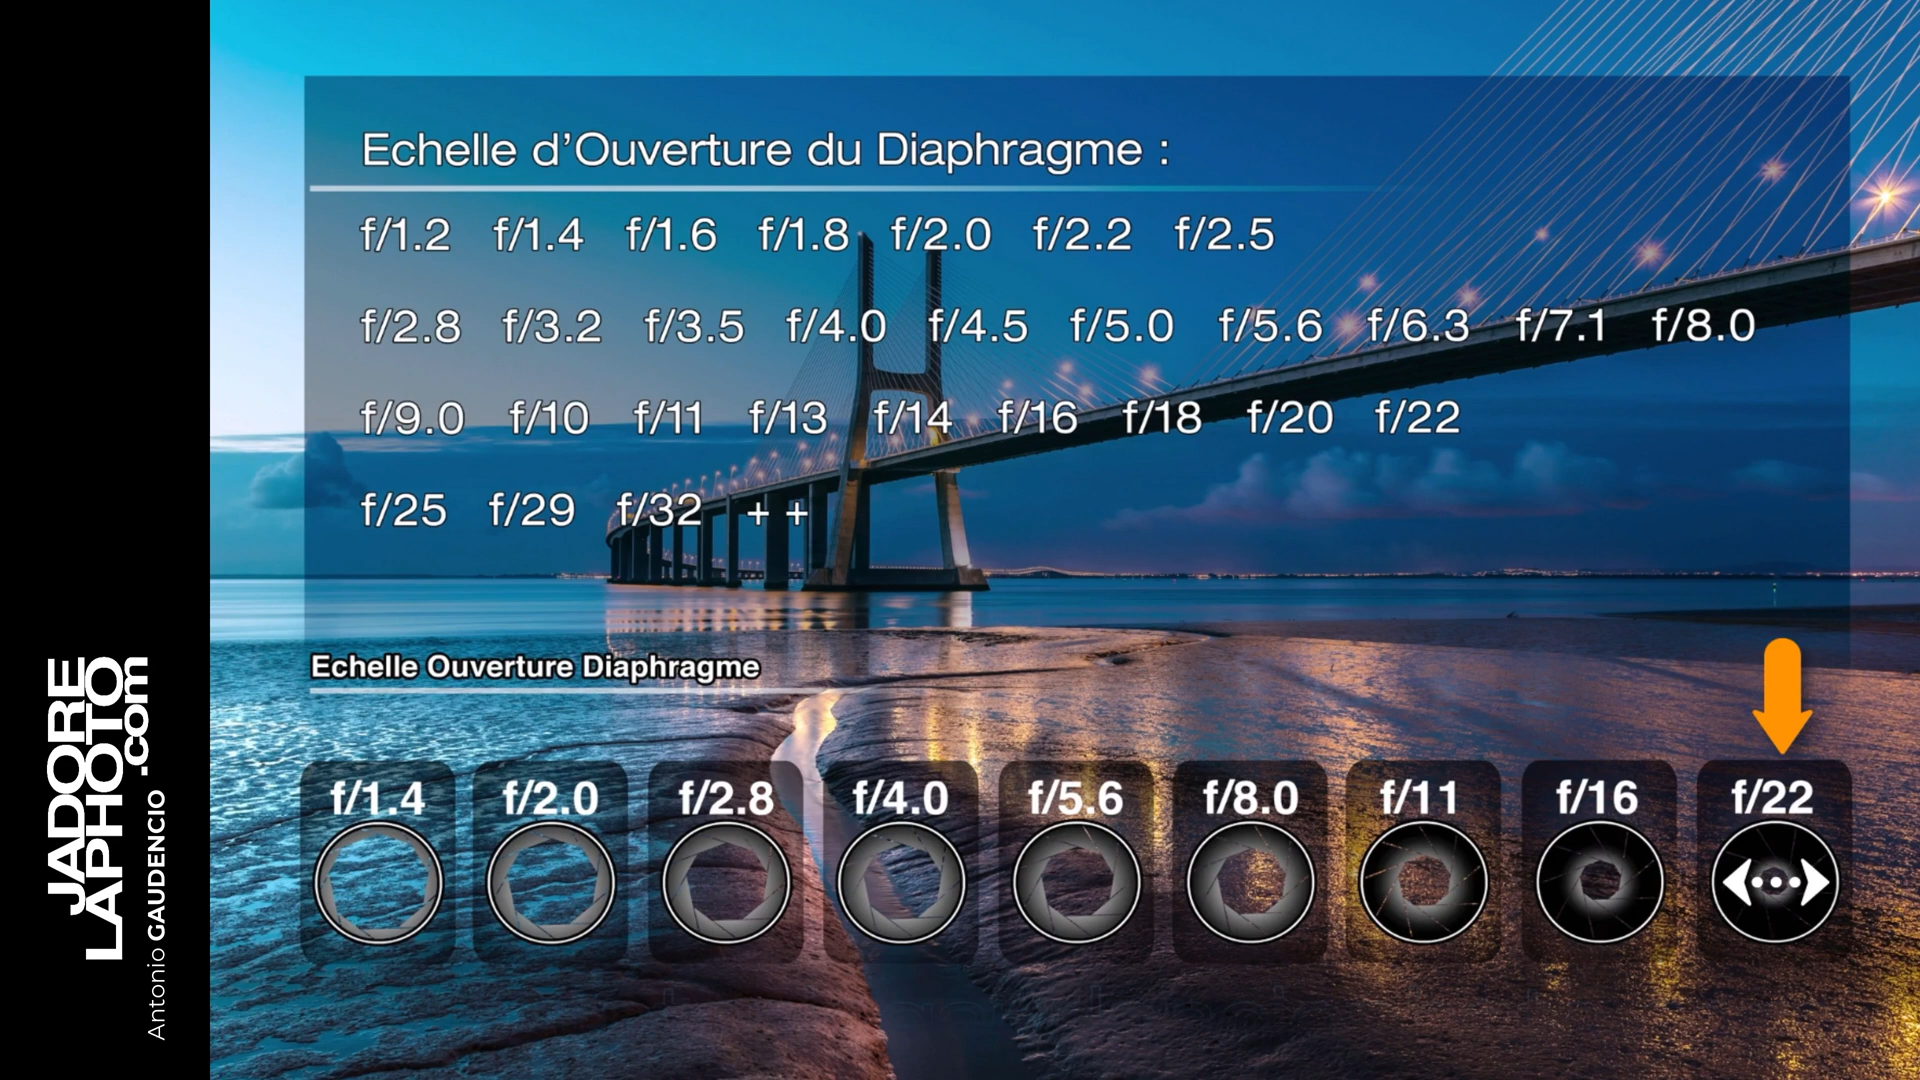 Echelle d’Ouverture du Diaphragme :
f/1.2 f/1.4 f/1.6 f/1.8 f/2.0 f/2.2 f/2.5
f/2.8 f/3.2 f/3.5 f/4.0 f/4.5 f/5.0 f/5.6 f/6.3 f/7.1 f/8.0
f/9.0 f/10 f/11 f/13 f/14 f/16 f/18 f/20 f/22
f/25 f/29 f/32 + +
Echelle Ouverture Diaphragme
f/1.4 f/2.0 f/2.8 f/4.0 f/5.6 f/8.0 f/11 f/16 f/22
JADORE
LAPHOTO
.com
Antonio GAUDENCIO